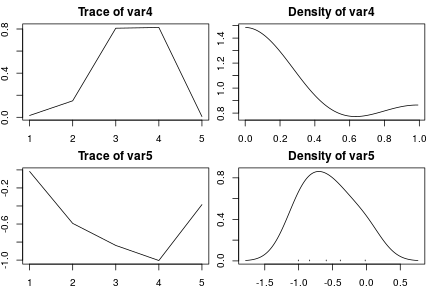 Trace of var4
0.0
0.4
0.8
1 2 3 4 5
Density of var4
0.8
1.0
1.2
1.4
0.0 0.2 0.4 0.6 0.8 1.0
Trace of var5
-1.0
-0.6
-0.2
1 2 3 4 5
Density of var5
0.0
0.4
0.8
-1.5 -1.0 -0.5 0.0 0.5